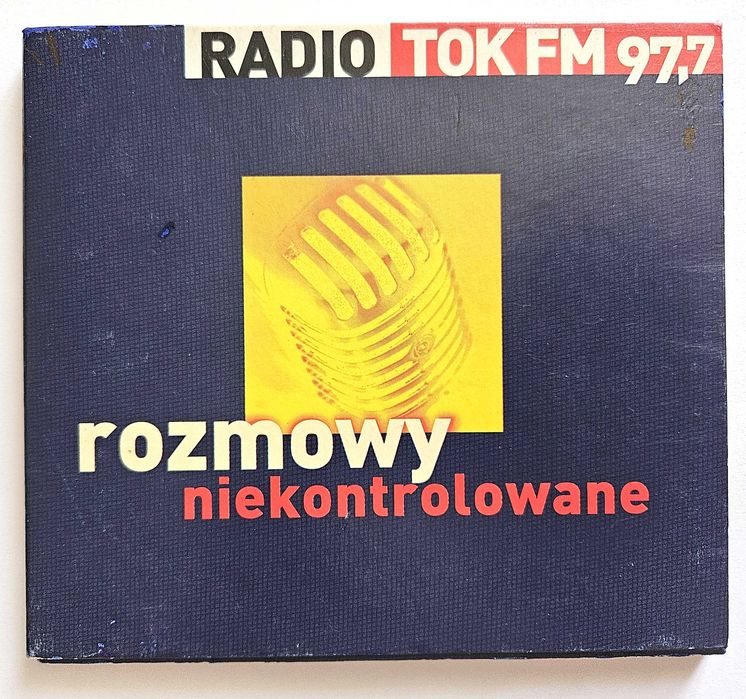 RADIO TOK FM 97,7
rozmowy
niekontrolowane